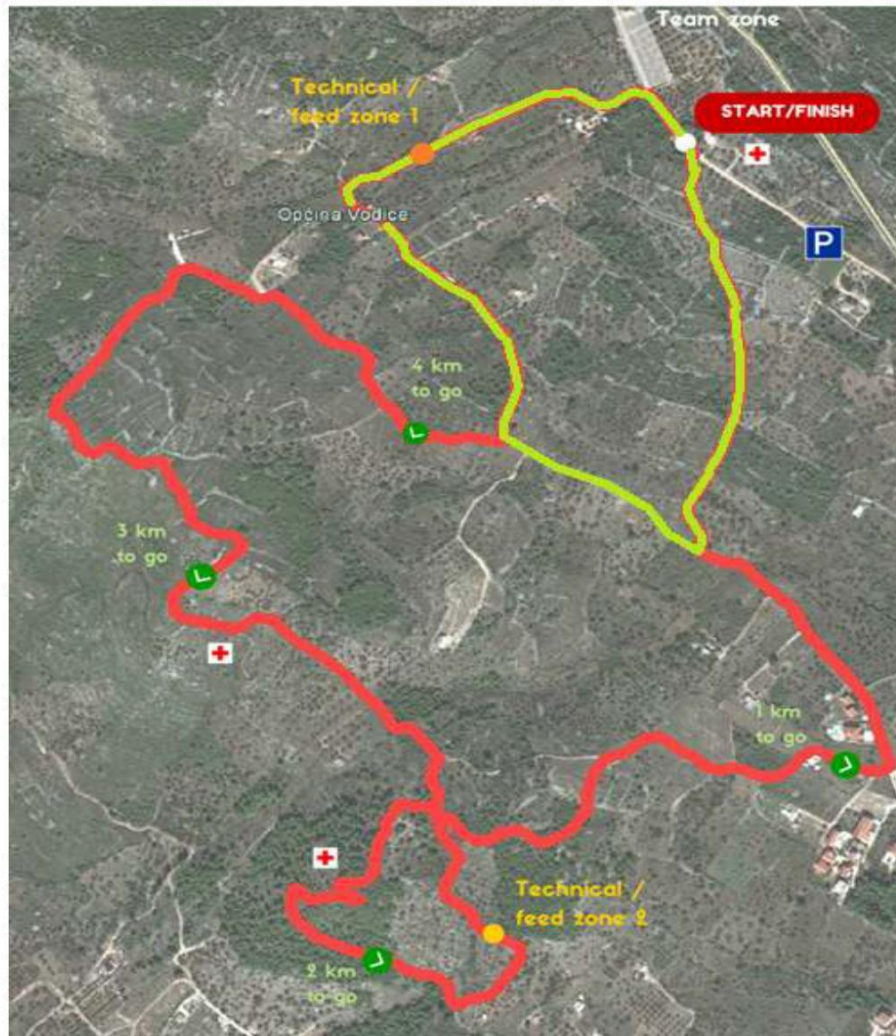 Team zone
Technical /
feed zone 1
START/FINISH
Općina Vodice
P
4 km
to go
3 km
to go
1 km
to go
Technical /
feed zone 2
2 km
to go